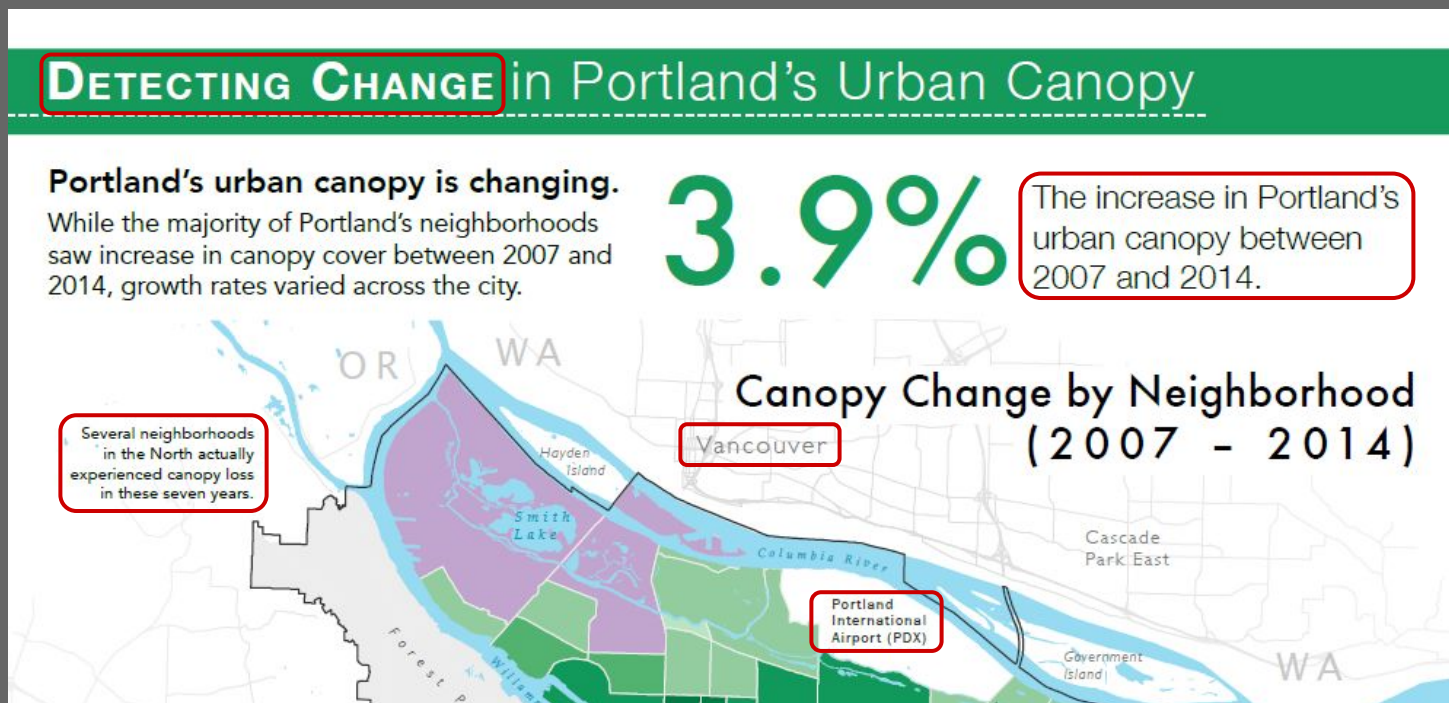 DETECTING CHANGE in Portland's Urban Canopy
Portland's urban canopy is changing.
While the majority of Portland's neighborhoods
saw increase in canopy cover between 2007 and
2014, growth rates varied across the city.
3.9%
The increase in Portland's
urban canopy between
2007 and 2014.
OR
WA
Canopy Change by Neighborhood
(2007 – 2014)
Several neighborhoods
in the North actually
experienced canopy loss
in these seven years.
Hayden
Island
Vancouver
Smith
Lake
Columbia River
Cascade
Park East
Portland
International
Airport (PDX)
Forest
Government
Island
WA